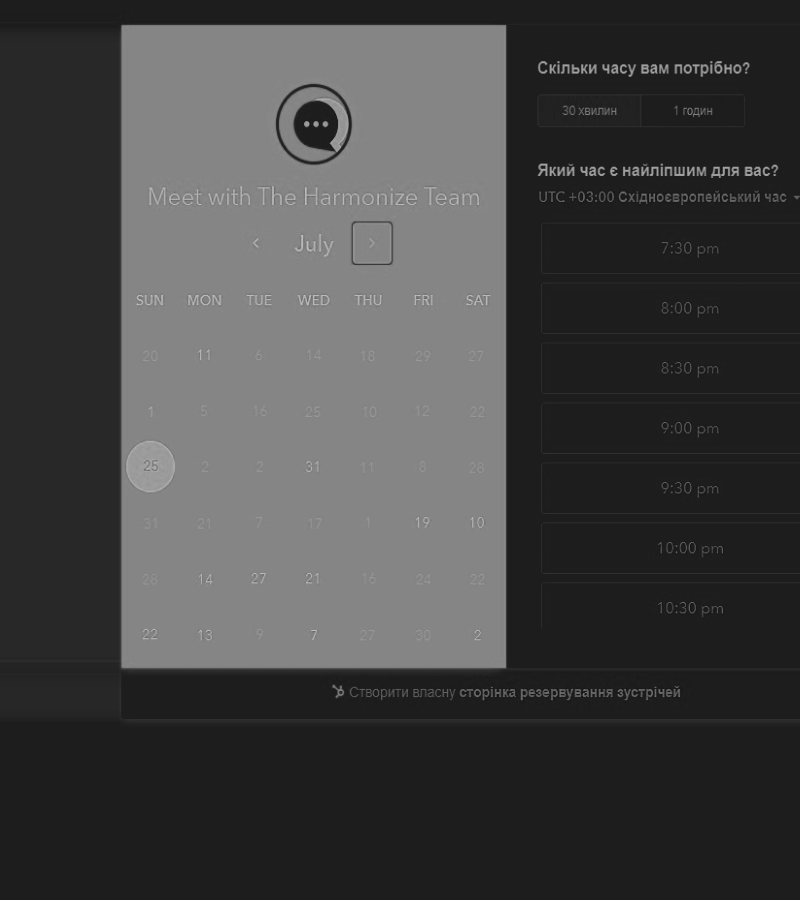 Meet with The Harmonize Team
July
SUN MON TUE WED THU FRI SAT
20 11 6 14 18 29 27
1 5 16 25 10 12 22
25 2 2 31 11 8 28
31 21 7 17 1 19 10
28 14 27 21 16 24 22
22 13 9 7 27 30 2
Скільки часу вам потрібно?
30 хвилин 1 годин
Який час є найліпшим для вас?
UTC +03:00 Східноєвропейський час
7:30 pm
8:00 pm
8:30 pm
9:00 pm
9:30 pm
10:00 pm
10:30 pm
Створити власну сторінка резервування зустрічей